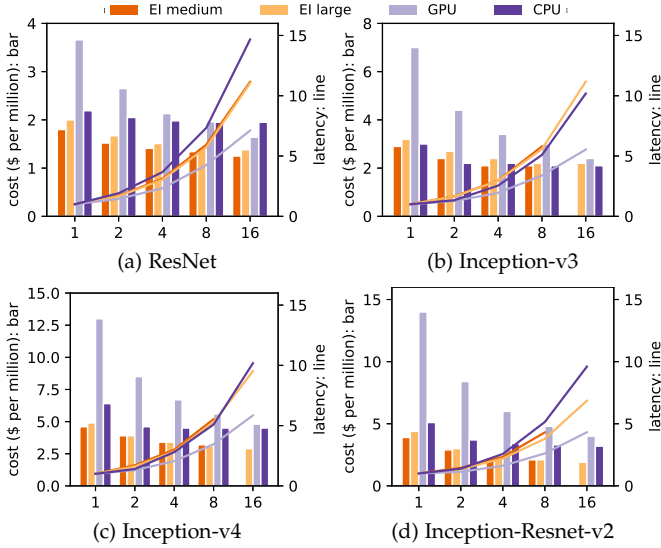 EI medium EI large GPU CPU
cost ($ per million): bar
0 1 2 3 4
1 2 4 8 16
0 5 10 15
latency: line
(a) ResNet
cost ($ per million): bar
0 2 4 6 8
1 2 4 8 16
0 5 10 15
latency: line
(b) Inception-v3
cost ($ per million): bar
0.0 2.5 5.0 7.5 10.0 12.5 15.0
1 2 4 8 16
0 5 10 15
latency: line
(c) Inception-v4
cost ($ per million): bar
0 5 10 15
1 2 4 8 16
0 5 10 15
latency: line
(d) Inception-Resnet-v2